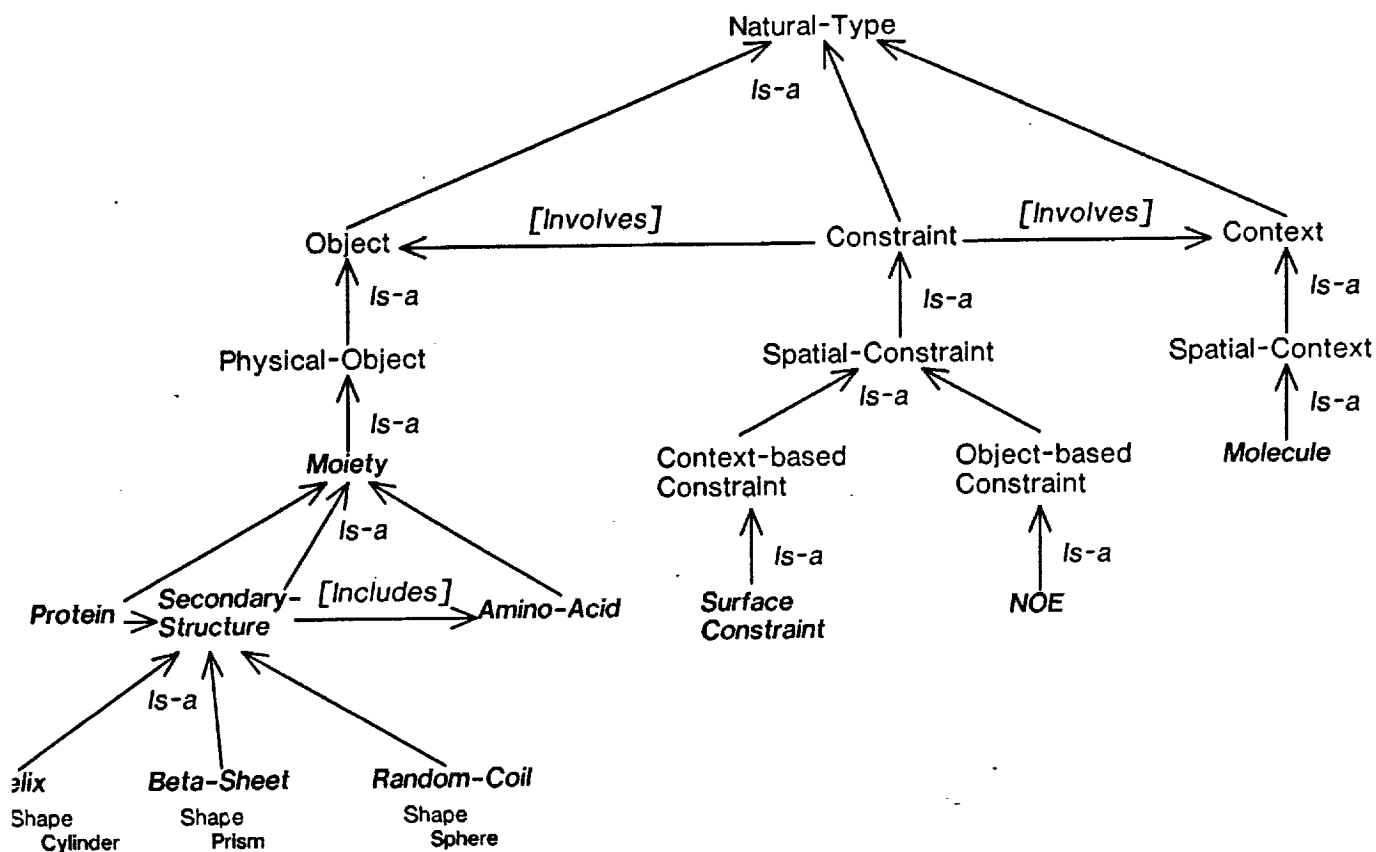 Natural-Type
Is-a
[Involves]
[Involves]
Object
Constraint
Context
Is-a
Is-a
Is-a
Physical-Object
Spatial-Constraint
Spatial-Context
Is-a
Is-a
Is-a
Moiety
Context-based
Constraint
Object-based
Constraint
Molecule
Is-a
Is-a
Is-a
Protein
Secondary-
Structure
[Includes]
Amino-Acid
Surface
Constraint
NOE
Is-a
elix
Shape
Cylinder
Beta-Sheet
Shape
Prism
Random-Coil
Shape
Sphere